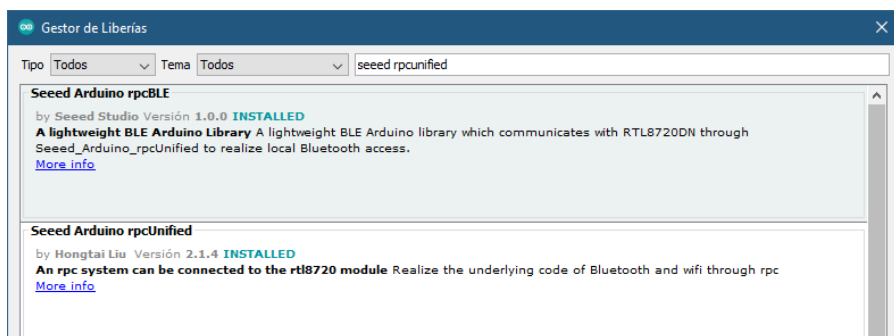 Gestor de Liberías
Tipo Todos Tema Todos seeed rpcunified
Seeed Arduino rpcBLE
by Seeed Studio Versión 1.0.0 INSTALLED
A lightweight BLE Arduino Library A lightweight BLE Arduino library which communicates with RTL8720DN through
Seeed_Arduino_rpcUnified to realize local Bluetooth access.
More info
Seeed Arduino rpcUnified
by Hongtai Liu Versión 2.1.4 INSTALLED
An rpc system can be connected to the rtl8720 module Realize the underlying code of Bluetooth and wifi through rpc
More info